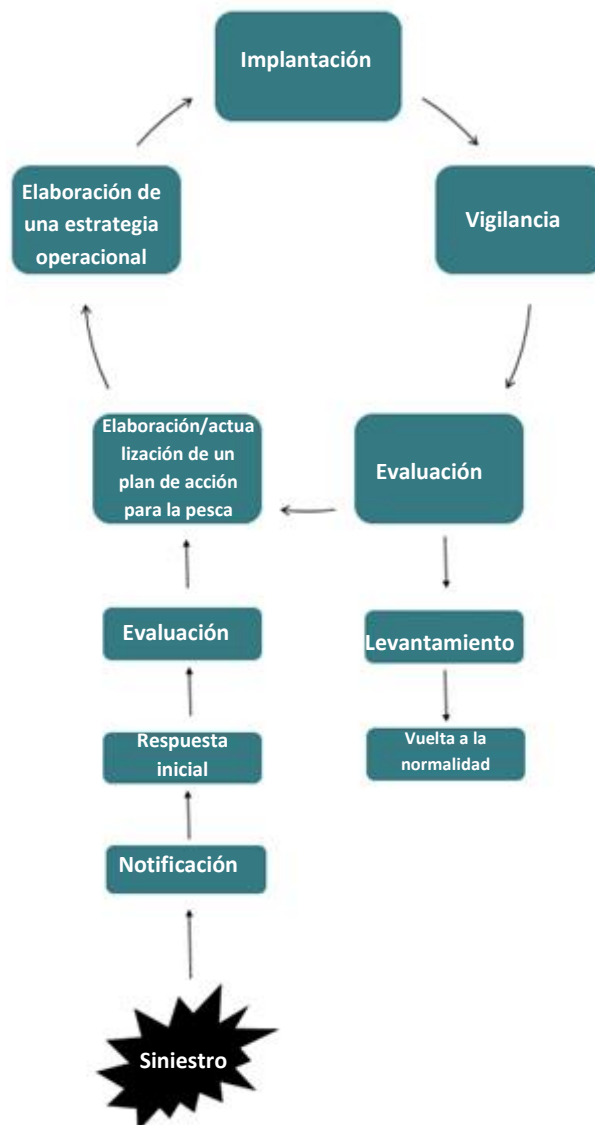 Implantación
Elaboración de
una estrategia
operacional
Vigilancia
Elaboración/actua
lización de un
plan de acción
para la pesca
Evaluación
Evaluación
Levantamiento
Respuesta
inicial
Vuelta a la
normalidad
Notificación
Siniestro